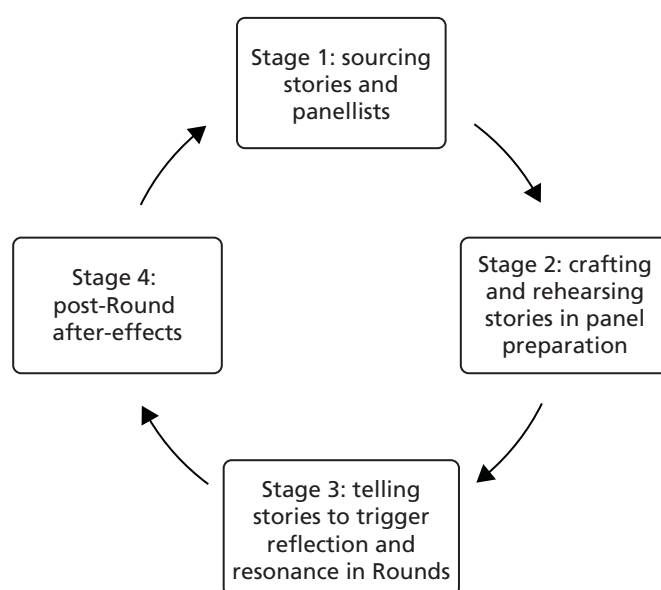 Stage 1: sourcing
stories and
panellists
Stage 2: crafting
and rehearsing
stories in panel
preparation
Stage 3: telling
stories to trigger
reflection and
resonance in Rounds
Stage 4:
post-Round
after-effects